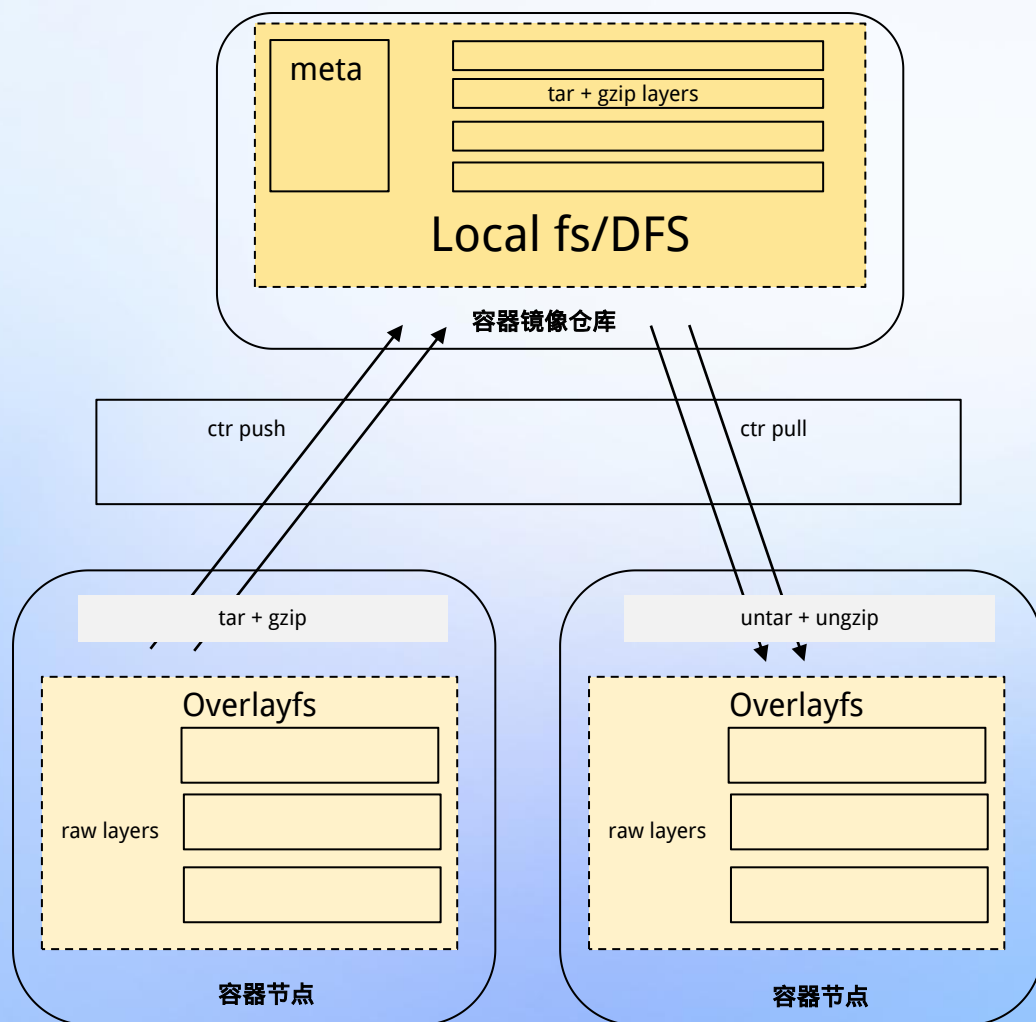 meta
tar + gzip layers
Local fs/DFS
容器镜像仓库
ctr push
ctr pull
tar + gzip
untar + ungzip
Overlayfs
raw layers
容器节点
Overlayfs
raw layers
容器节点